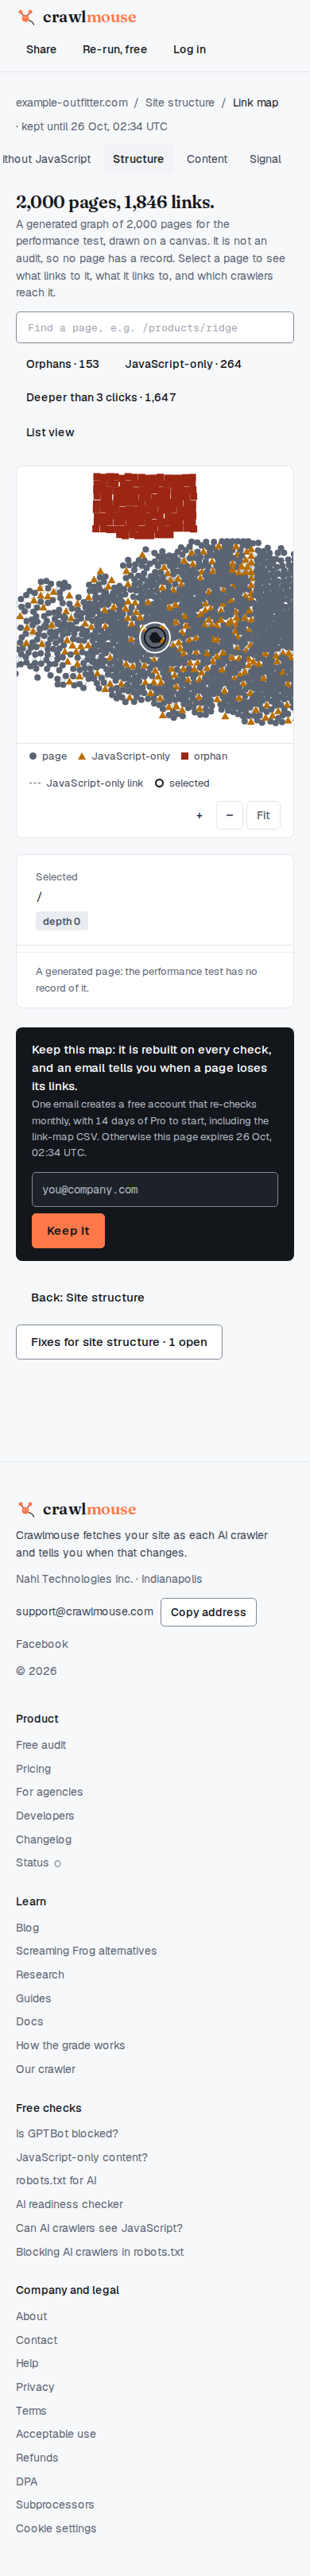 crawlmouse
Share Re-run, free Log in
example-outfitter.com / Site structure / Link map
· kept until 26 Oct, 02:34 UTC
ithout JavaScript Structure Content Signal
2,000 pages, 1,846 links.
A generated graph of 2,000 pages for the
performance test, drawn on a canvas. It is not an
audit, so no page has a record. Select a page to see
what links to it, what it links to, and which crawlers
reach it.
Find a page, e.g. /products/ridge
Orphans · 153 JavaScript-only · 264
Deeper than 3 clicks · 1,647
List view
page JavaScript-only orphan
JavaScript-only link selected
+ − Fit
Selected
/
depth 0
A generated page: the performance test has no
record of it.
Keep this map: it is rebuilt on every check,
and an email tells you when a page loses
its links.
One email creates a free account that re-checks
monthly, with 14 days of Pro to start, including the
link-map CSV. Otherwise this page expires 26 Oct,
02:34 UTC.
you@company.com
Keep it
Back: Site structure
Fixes for site structure · 1 open
crawlmouse
Crawlmouse fetches your site as each AI crawler
and tells you when that changes.
Nahl Technologies Inc. · Indianapolis
support@crawlmouse.com Copy address
Facebook
© 2026
Product
Free audit
Pricing
For agencies
Developers
Changelog
Status
Learn
Blog
Screaming Frog alternatives
Research
Guides
Docs
How the grade works
Our crawler
Free checks
Is GPTBot blocked?
JavaScript-only content?
robots.txt for AI
AI readiness checker
Can AI crawlers see JavaScript?
Blocking AI crawlers in robots.txt
Company and legal
About
Contact
Help
Privacy
Terms
Acceptable use
Refunds
DPA
Subprocessors
Cookie settings